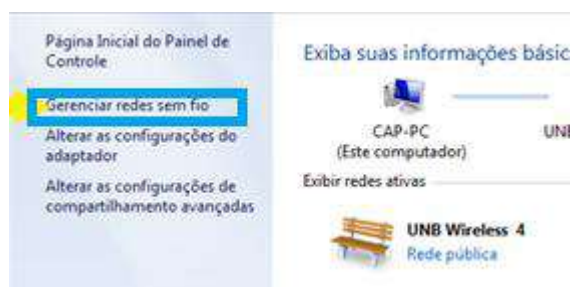 Página Inicial do Painel de
Controle
Gerenciar redes sem fio
Alterar as configurações do
adaptador
Alterar as configurações de
compartilhamento avançadas
Exiba suas informações básic
CAP-PC
(Este computador)
UNB
Exibir redes ativas
UNB Wireless 4
Rede pública